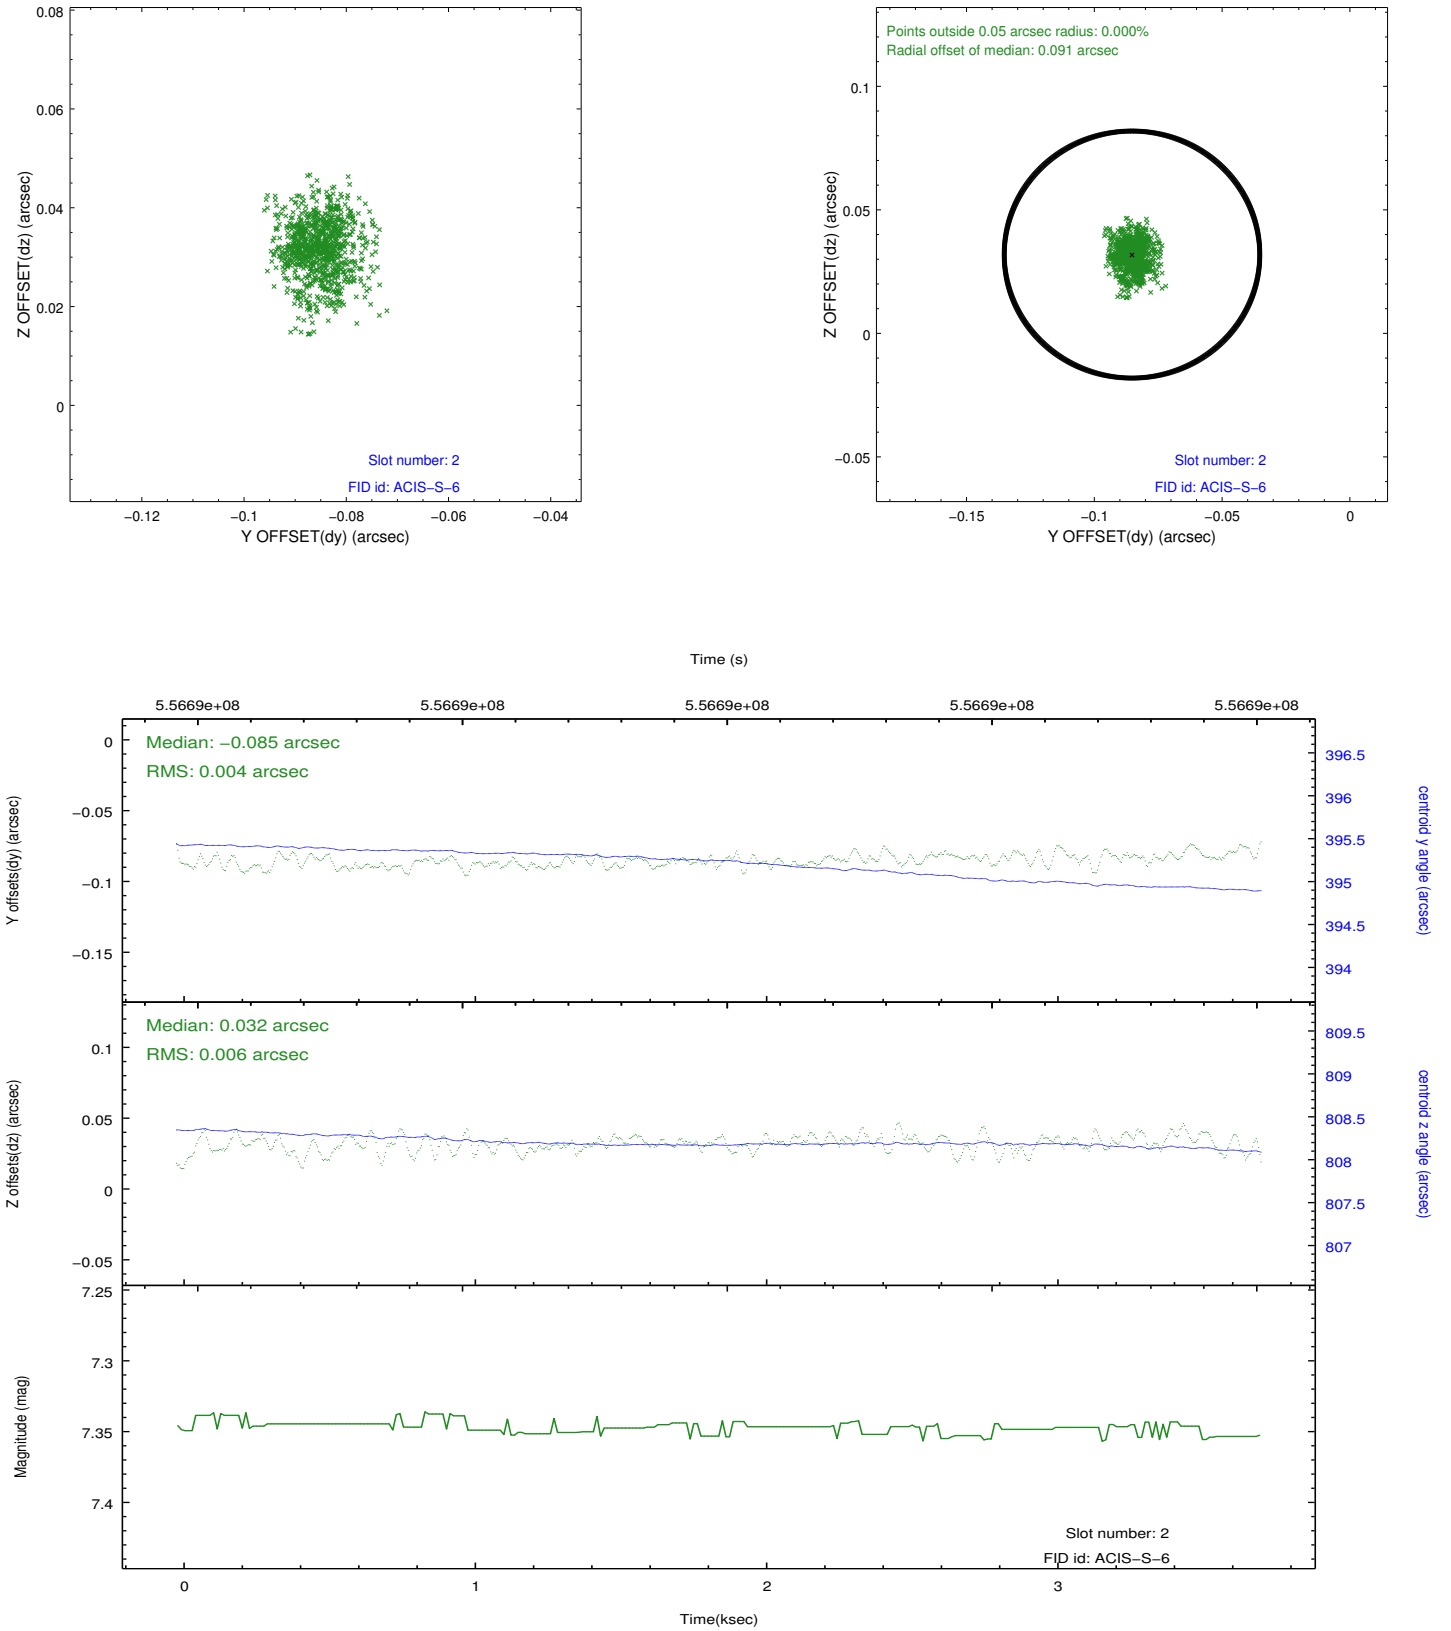 0.08
0.06
0.04
0.02
0
Z OFFSET(dz) (arcsec)
Slot number: 2
FID id: ACIS−S−6
−0.12 −0.1 −0.08 −0.06 −0.04
Y OFFSET(dy) (arcsec)
Points outside 0.05 arcsec radius: 0.000%
Radial offset of median: 0.091 arcsec
0.1
0.05
0
−0.05
Z OFFSET(dz) (arcsec)
Slot number: 2
FID id: ACIS−S−6
−0.15 −0.1 −0.05 0
Y OFFSET(dy) (arcsec)
Time (s)
5.5669e+08 5.5669e+08 5.5669e+08 5.5669e+08 5.5669e+08
Median: −0.085 arcsec
RMS: 0.004 arcsec
0
−0.05
−0.1
−0.15
Y offsets(dy) (arcsec)
396.5
396
395.5
395
394.5
394
centroid y angle (arcsec)
Median: 0.032 arcsec
RMS: 0.006 arcsec
0.1
0.05
0
−0.05
Z offsets(dz) (arcsec)
809.5
809
808.5
808
807.5
807
centroid z angle (arcsec)
7.25
7.3
7.35
7.4
Magnitude (mag)
Slot number: 2
FID id: ACIS−S−6
0 1 2 3
Time(ksec)